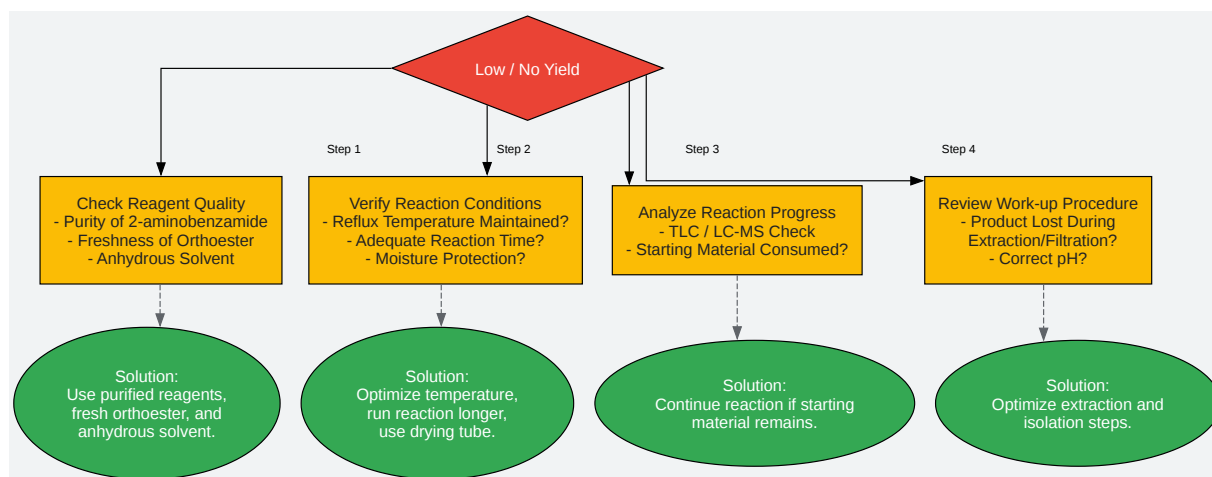 Low / No Yield
Step 1
Step 2
Step 3
Step 4
Check Reagent Quality
- Purity of 2-aminobenzamide
- Freshness of Orthoester
- Anhydrous Solvent
Verify Reaction Conditions
- Reflux Temperature Maintained?
- Adequate Reaction Time?
- Moisture Protection?
Analyze Reaction Progress
- TLC / LC-MS Check
- Starting Material Consumed?
Review Work-up Procedure
- Product Lost During
Extraction/Filtration?
- Correct pH?
Solution:
Use purified reagents,
fresh orthoester, and
anhydrous solvent.
Solution:
Optimize temperature,
run reaction longer,
use drying tube.
Solution:
Continue reaction if starting
material remains.
Solution:
Optimize extraction and
isolation steps.